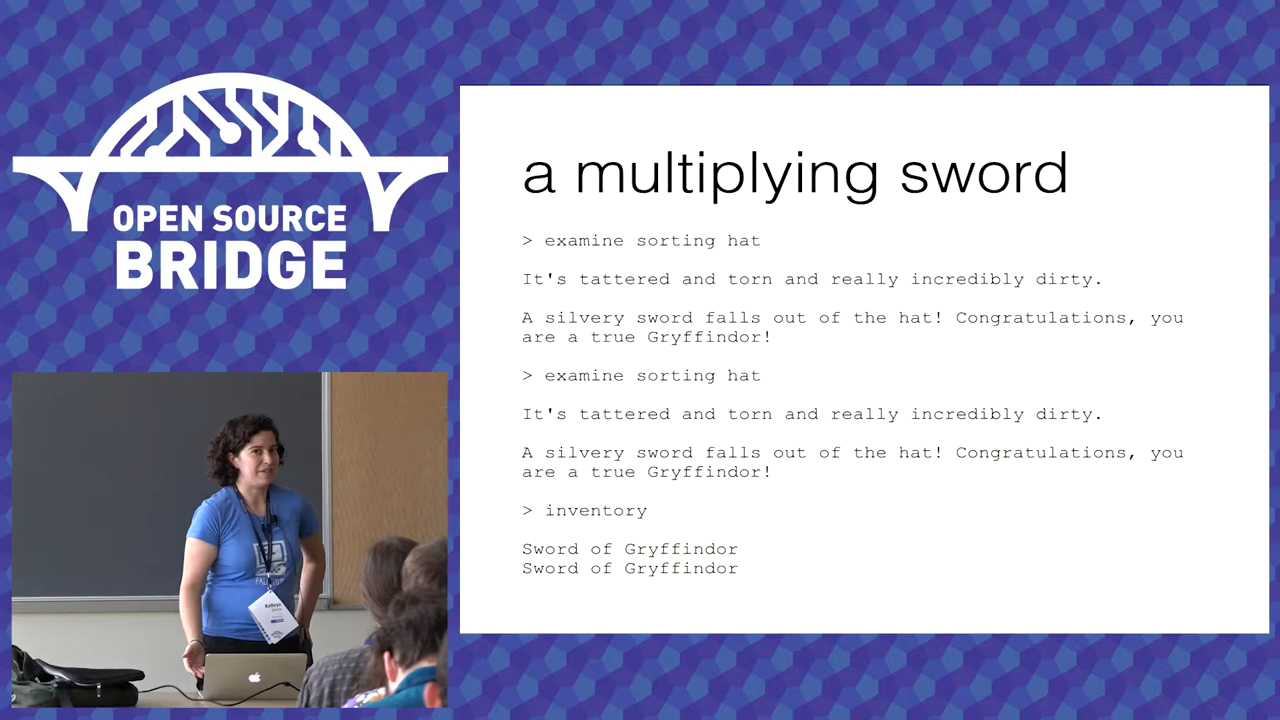 OPEN SOURCE
BRIDGE
a multiplying sword
> examine sorting hat
It's tattered and torn and really incredibly dirty.
A silvery sword falls out of the hat! Congratulations, you
are a true Gryffindor!
> examine sorting hat
It's tattered and torn and really incredibly dirty.
A silvery sword falls out of the hat! Congratulations, you
are a true Gryffindor!
> inventory
Sword of Gryffindor
Sword of Gryffindor
Kathryn